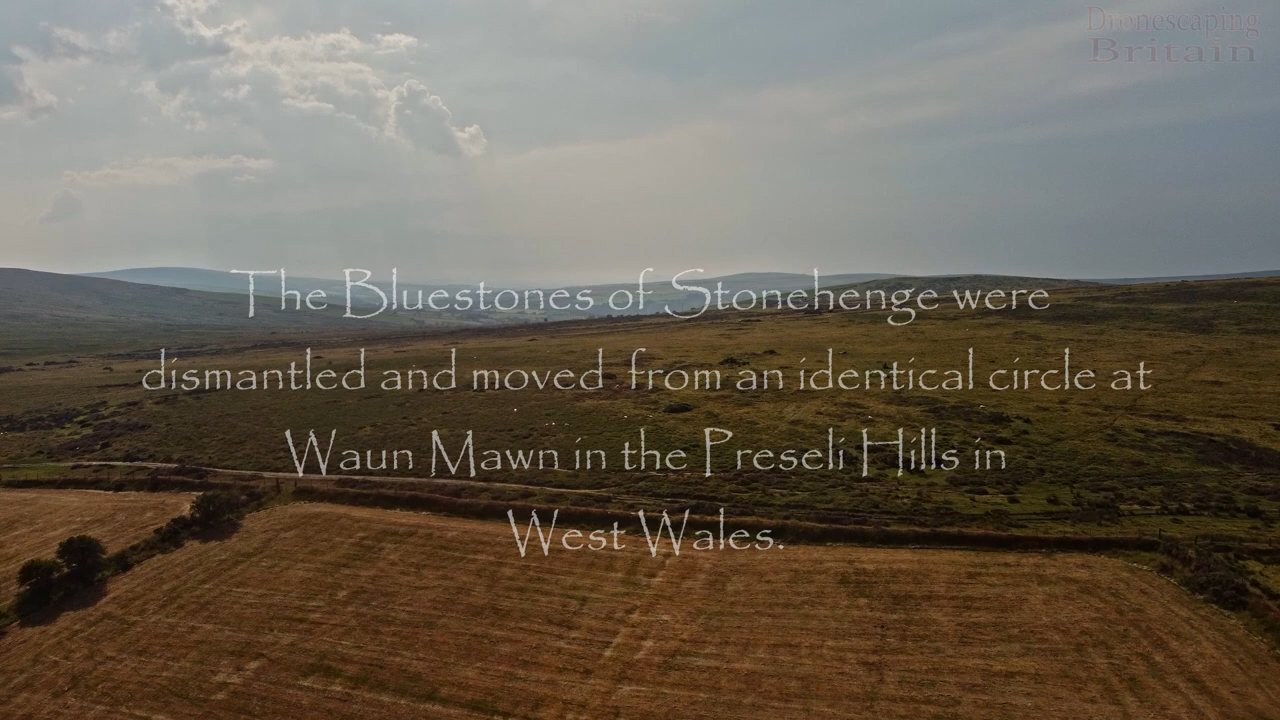 Dronescaping
Britain
The Bluestones of Stonehenge were
dismantled and moved from an identical circle at
Waun Mawn in the Preseli Hills in
West Wales.